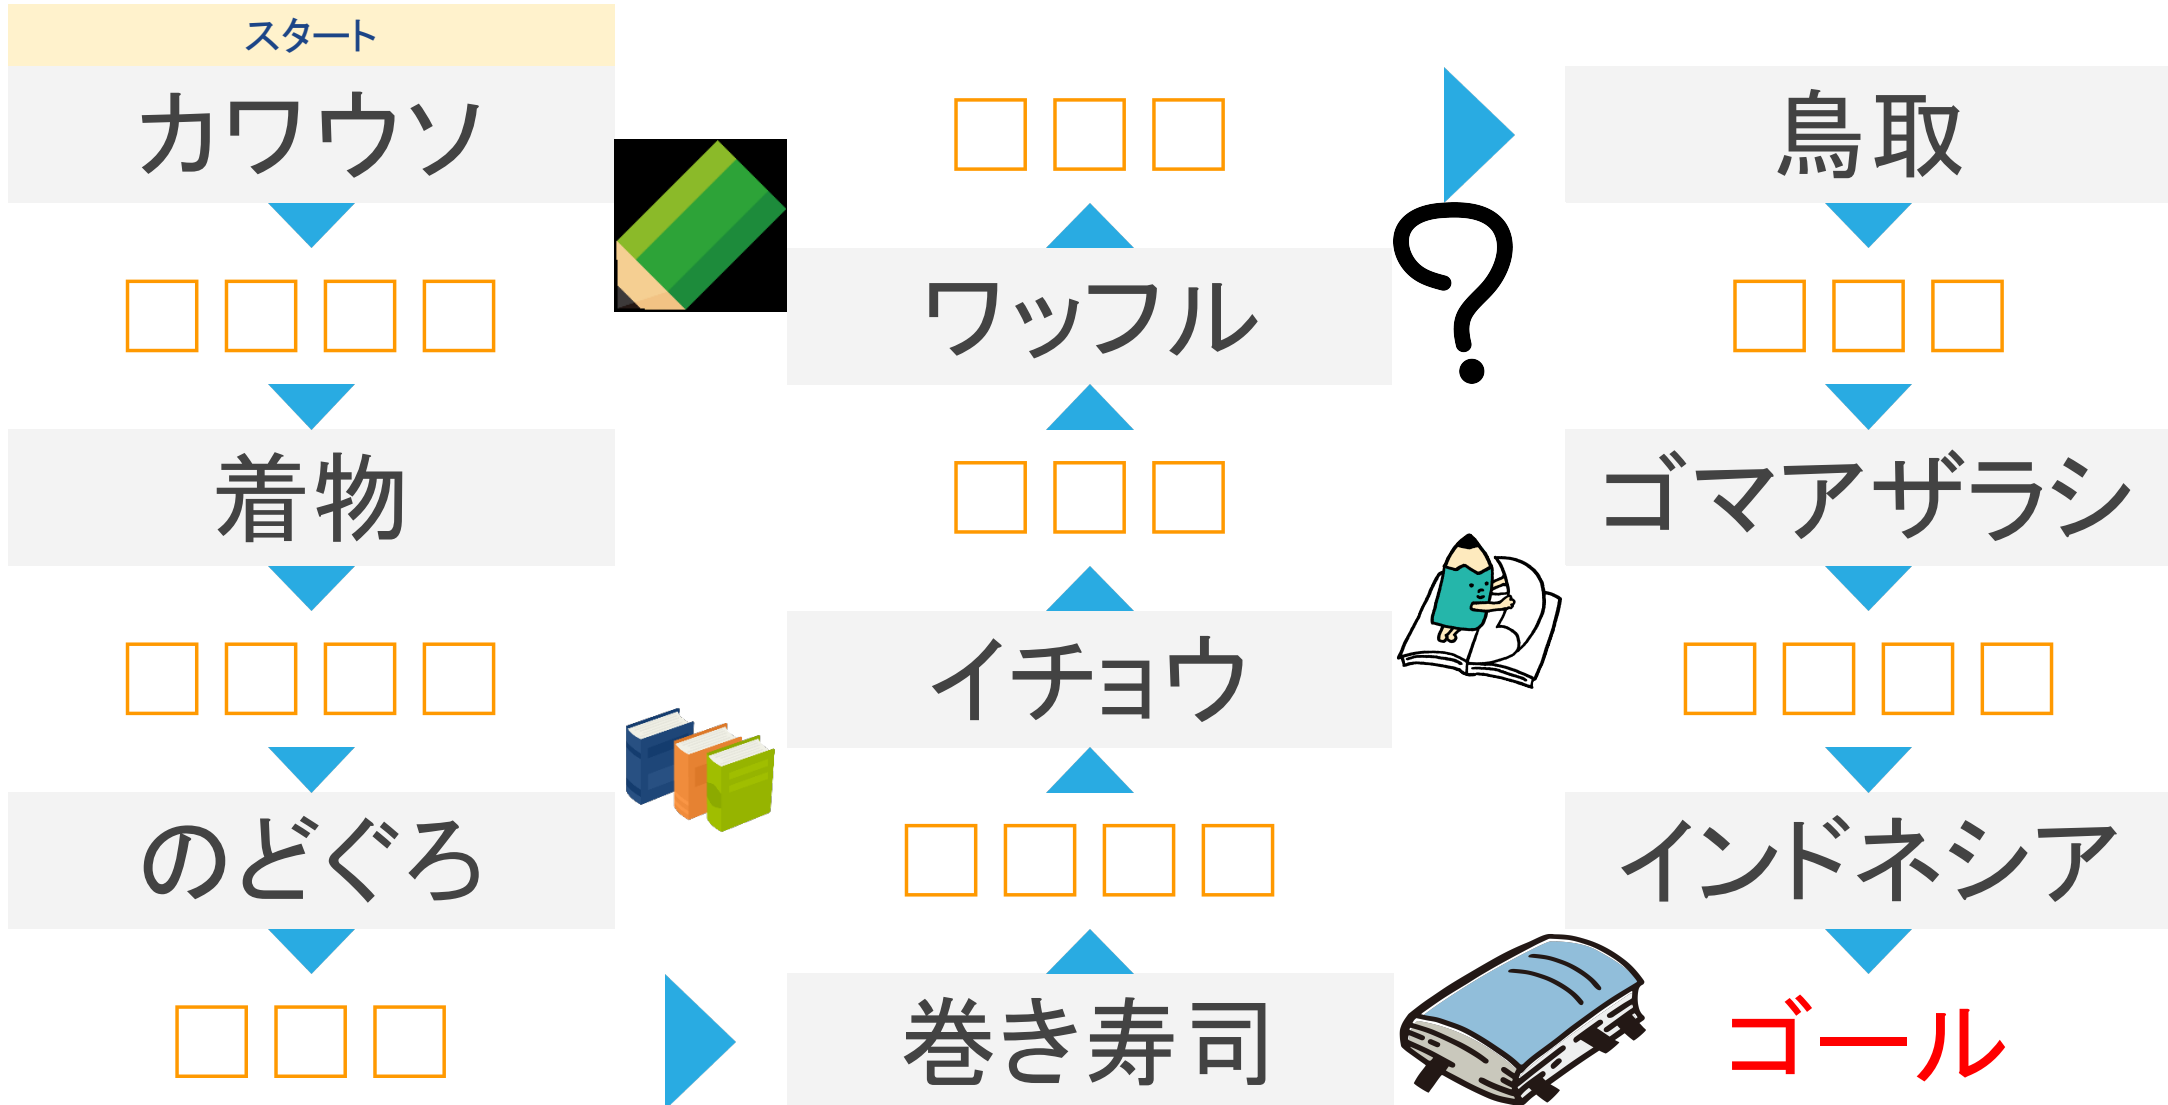 スタート
カワウソ
□□□□
着物
□□□□
のどぐろ
□□□
巻き寿司
□□□□
イチョウ
□□□
ワッフル
□□□
鳥取
□□□
ゴマアザラシ
□□□□
インドネシア
ゴール